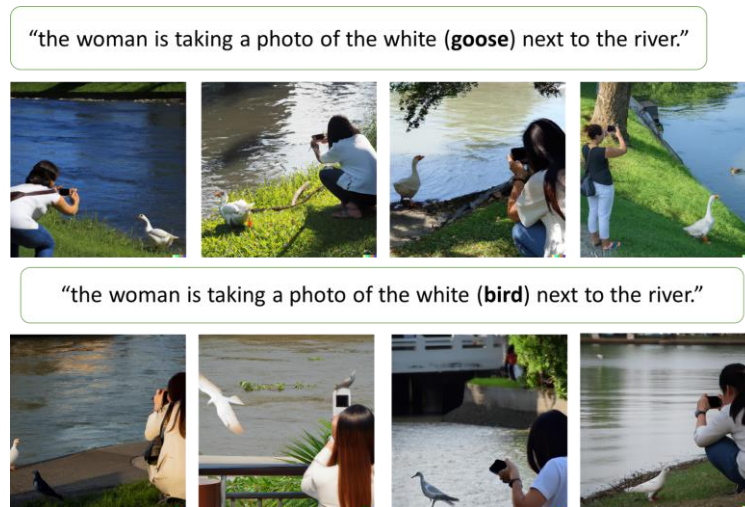 “the woman is taking a photo of the white (goose) next to the river.”
“the woman is taking a photo of the white (bird) next to the river.”